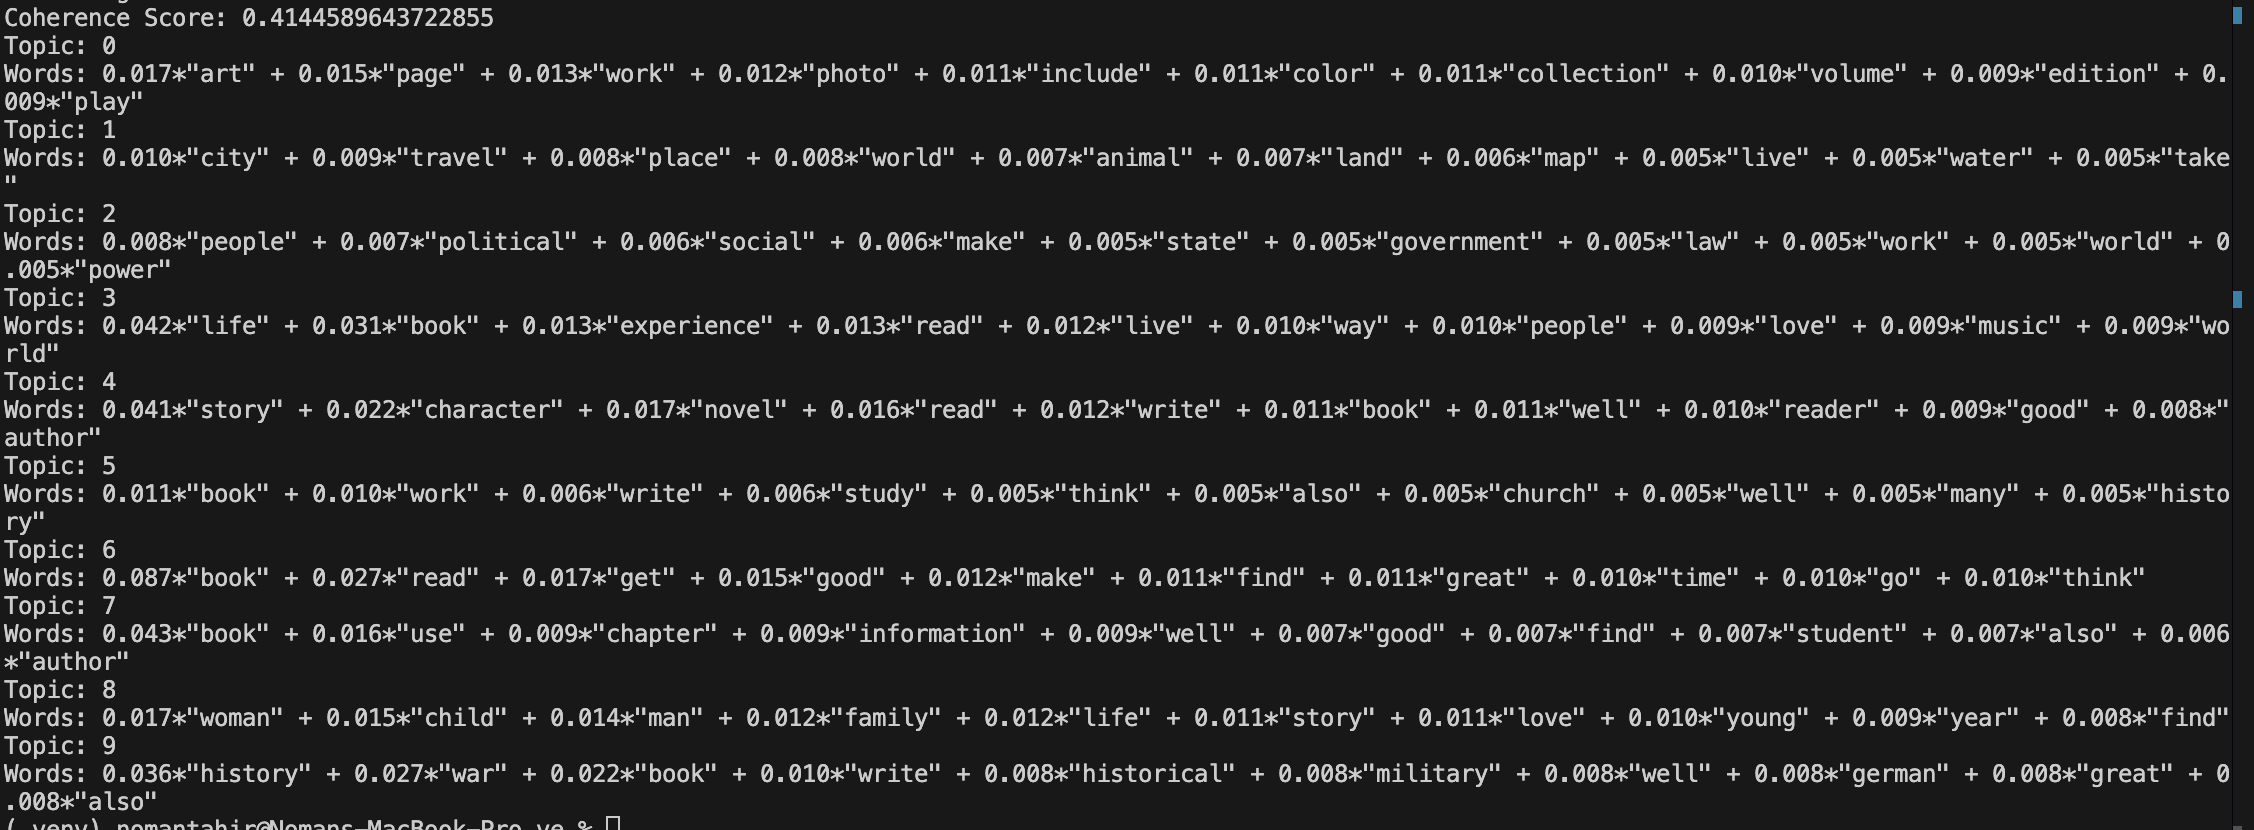 Coherence Score: 0.4144589643722855
Topic: 0
Words: 0.017*"art" + 0.015*"page" + 0.013*"work" + 0.012*"photo" + 0.011*"include" + 0.011*"color" + 0.011*"collection" + 0.010*"volume" + 0.009*"edition" + 0.
009*"play"
Topic: 1
Words: 0.010*"city" + 0.009*"travel" + 0.008*"place" + 0.008*"world" + 0.007*"animal" + 0.007*"land" + 0.006*"map" + 0.005*"live" + 0.005*"water" + 0.005*"take
"
Topic: 2
Words: 0.008*"people" + 0.007*"political" + 0.006*"social" + 0.006*"make" + 0.005*"state" + 0.005*"government" + 0.005*"law" + 0.005*"work" + 0.005*"world" + 0
.005*"power"
Topic: 3
Words: 0.042*"life" + 0.031*"book" + 0.013*"experience" + 0.013*"read" + 0.012*"live" + 0.010*"way" + 0.010*"people" + 0.009*"love" + 0.009*"music" + 0.009*"wo
rld"
Topic: 4
Words: 0.041*"story" + 0.022*"character" + 0.017*"novel" + 0.016*"read" + 0.012*"write" + 0.011*"book" + 0.011*"well" + 0.010*"reader" + 0.009*"good" + 0.008*"
author"
Topic: 5
Words: 0.011*"book" + 0.010*"work" + 0.006*"write" + 0.006*"study" + 0.005*"think" + 0.005*"also" + 0.005*"church" + 0.005*"well" + 0.005*"many" + 0.005*"histo
ry"
Topic: 6
Words: 0.087*"book" + 0.027*"read" + 0.017*"get" + 0.015*"good" + 0.012*"make" + 0.011*"find" + 0.011*"great" + 0.010*"time" + 0.010*"go" + 0.010*"think"
Topic: 7
Words: 0.043*"book" + 0.016*"use" + 0.009*"chapter" + 0.009*"information" + 0.009*"well" + 0.007*"good" + 0.007*"find" + 0.007*"student" + 0.007*"also" + 0.006
*"author"
Topic: 8
Words: 0.017*"woman" + 0.015*"child" + 0.014*"man" + 0.012*"family" + 0.012*"life" + 0.011*"story" + 0.011*"love" + 0.010*"young" + 0.009*"year" + 0.008*"find"
Topic: 9
Words: 0.036*"history" + 0.027*"war" + 0.022*"book" + 0.010*"write" + 0.008*"historical" + 0.008*"military" + 0.008*"well" + 0.008*"german" + 0.008*"great" + 0
.008*"also"
(.venv) nomantahir@Nomans-MacBook-Pro ve %